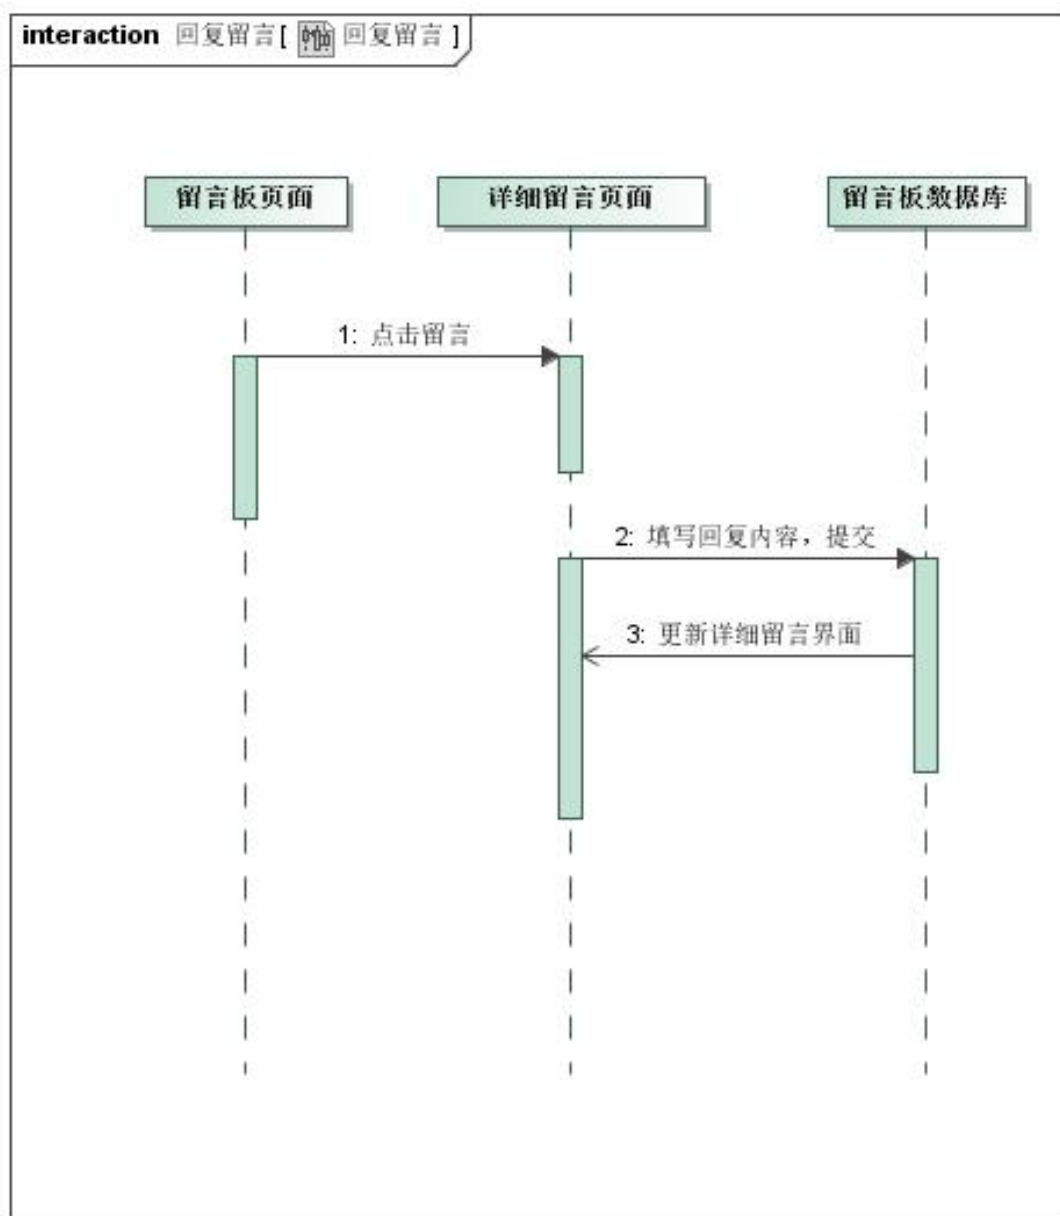 interaction 回复留言[ 回复留言 ]
留言板页面 详细留言页面 留言板数据库
1: 点击留言
2: 填写回复内容，提交
3: 更新详细留言界面